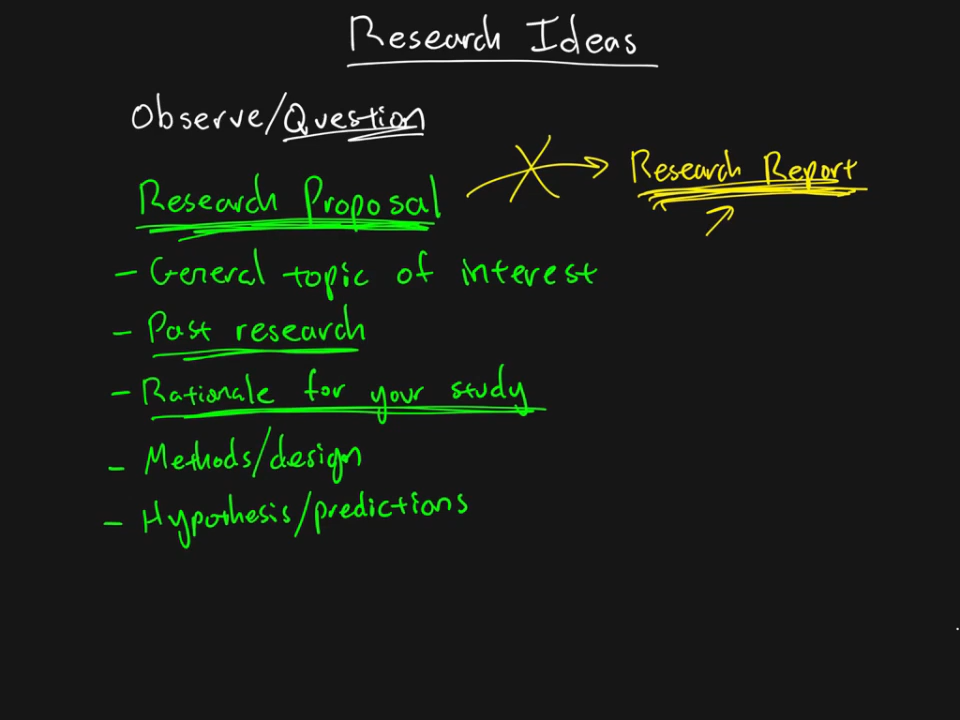 Research Ideas
Observe/Question
Research Proposal
Research Report
- General topic of interest
- Past research
- Rationale for your study
- Methods/design
- Hypothesis/predictions